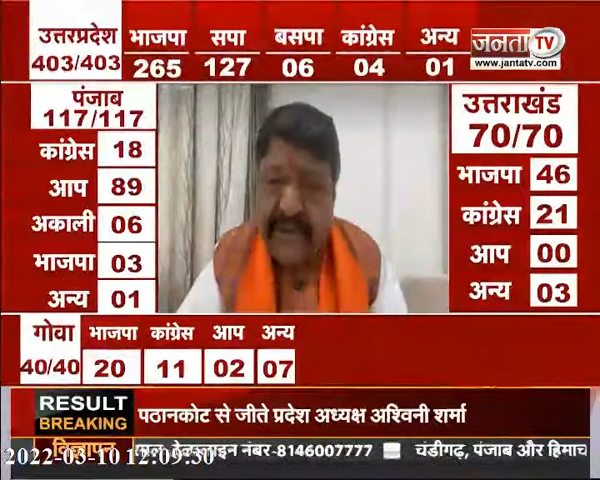 उत्तरप्रदेश भाजपा सपा बसपा कांग्रेस अन्य
403/403 265 127 06 04 01
जनता TV
www.jantatv.com
पंजाब
117/117
कांग्रेस 18
आप 89
अकाली 06
भाजपा 03
अन्य 01
उत्तराखंड
70/70
भाजपा 46
कांग्रेस 21
आप 00
अन्य 03
गोवा भाजपा कांग्रेस आप अन्य
40/40 20 11 02 07
RESULT
BREAKING
पठानकोट से जीते प्रदेश अध्यक्ष अश्विनी शर्मा
विज्ञापन नंबर-8146007777 चंडीगढ़, पंजाब और हिमाच
2022-03-10 12:09:30